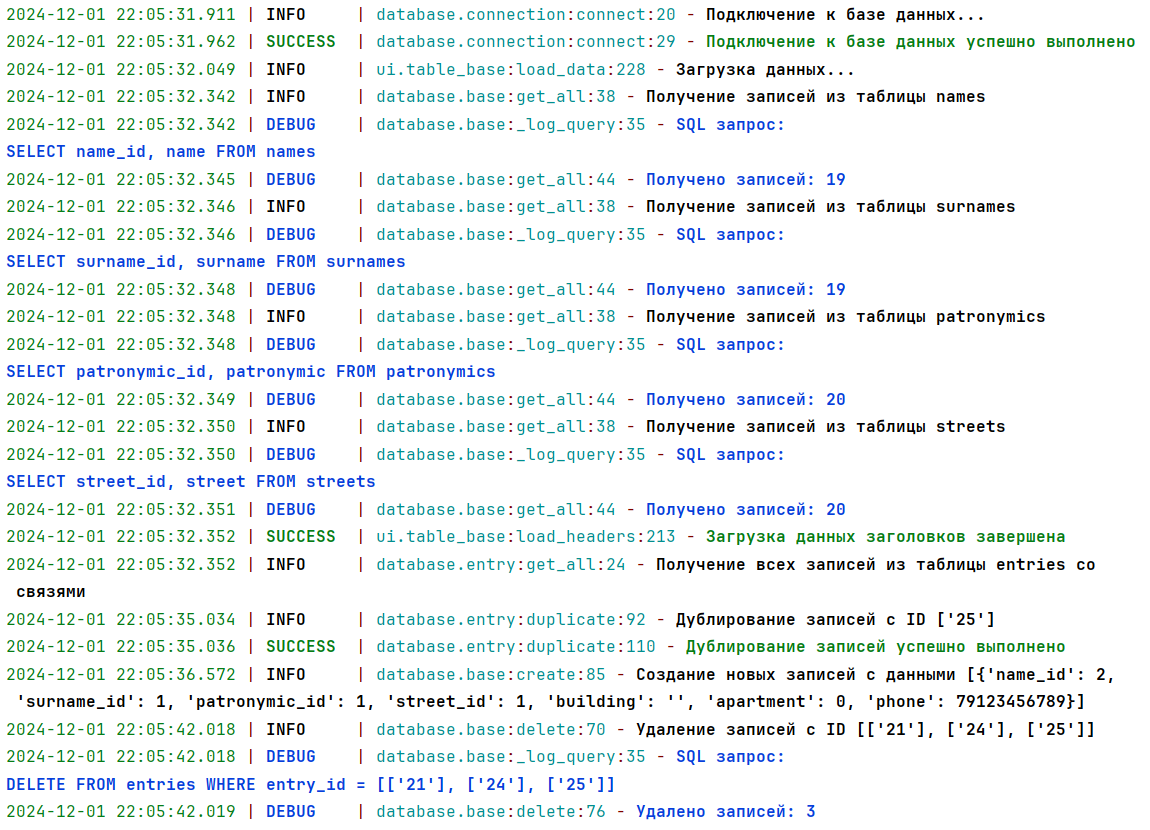 2024-12-01 22:05:31.911 | INFO     | database.connection:connect:20 - Подключение к базе данных...
2024-12-01 22:05:31.962 | SUCCESS  | database.connection:connect:29 - Подключение к базе данных успешно выполнено
2024-12-01 22:05:32.049 | INFO     | ui.table_base:load_data:228 - Загрузка данных...
2024-12-01 22:05:32.342 | INFO     | database.base:get_all:38 - Получение записей из таблицы names
2024-12-01 22:05:32.342 | DEBUG    | database.base:_log_query:35 - SQL запрос:
SELECT name_id, name FROM names
2024-12-01 22:05:32.345 | DEBUG    | database.base:get_all:44 - Получено записей: 19
2024-12-01 22:05:32.346 | INFO     | database.base:get_all:38 - Получение записей из таблицы surnames
2024-12-01 22:05:32.346 | DEBUG    | database.base:_log_query:35 - SQL запрос:
SELECT surname_id, surname FROM surnames
2024-12-01 22:05:32.348 | DEBUG    | database.base:get_all:44 - Получено записей: 19
2024-12-01 22:05:32.348 | INFO     | database.base:get_all:38 - Получение записей из таблицы patronymics
2024-12-01 22:05:32.348 | DEBUG    | database.base:_log_query:35 - SQL запрос:
SELECT patronymic_id, patronymic FROM patronymics
2024-12-01 22:05:32.349 | DEBUG    | database.base:get_all:44 - Получено записей: 20
2024-12-01 22:05:32.350 | INFO     | database.base:get_all:38 - Получение записей из таблицы streets
2024-12-01 22:05:32.350 | DEBUG    | database.base:_log_query:35 - SQL запрос:
SELECT street_id, street FROM streets
2024-12-01 22:05:32.351 | DEBUG    | database.base:get_all:44 - Получено записей: 20
2024-12-01 22:05:32.352 | SUCCESS  | ui.table_base:load_headers:213 - Загрузка данных заголовков завершена
2024-12-01 22:05:32.352 | INFO     | database.entry:get_all:24 - Получение всех записей из таблицы entries со
связями
2024-12-01 22:05:35.034 | INFO     | database.entry:duplicate:92 - Дублирование записей с ID ['25']
2024-12-01 22:05:35.036 | SUCCESS  | database.entry:duplicate:110 - Дублирование записей успешно выполнено
2024-12-01 22:05:36.572 | INFO     | database.base:create:85 - Создание новых записей с данными [{'name_id': 2,
'surname_id': 1, 'patronymic_id': 1, 'street_id': 1, 'building': '', 'apartment': 0, 'phone': 79123456789}]
2024-12-01 22:05:42.018 | INFO     | database.base:delete:70 - Удаление записей с ID [['21'], ['24'], ['25']]
2024-12-01 22:05:42.018 | DEBUG    | database.base:_log_query:35 - SQL запрос:
DELETE FROM entries WHERE entry_id = [['21'], ['24'], ['25']]
2024-12-01 22:05:42.019 | DEBUG    | database.base:delete:76 - Удалено записей: 3